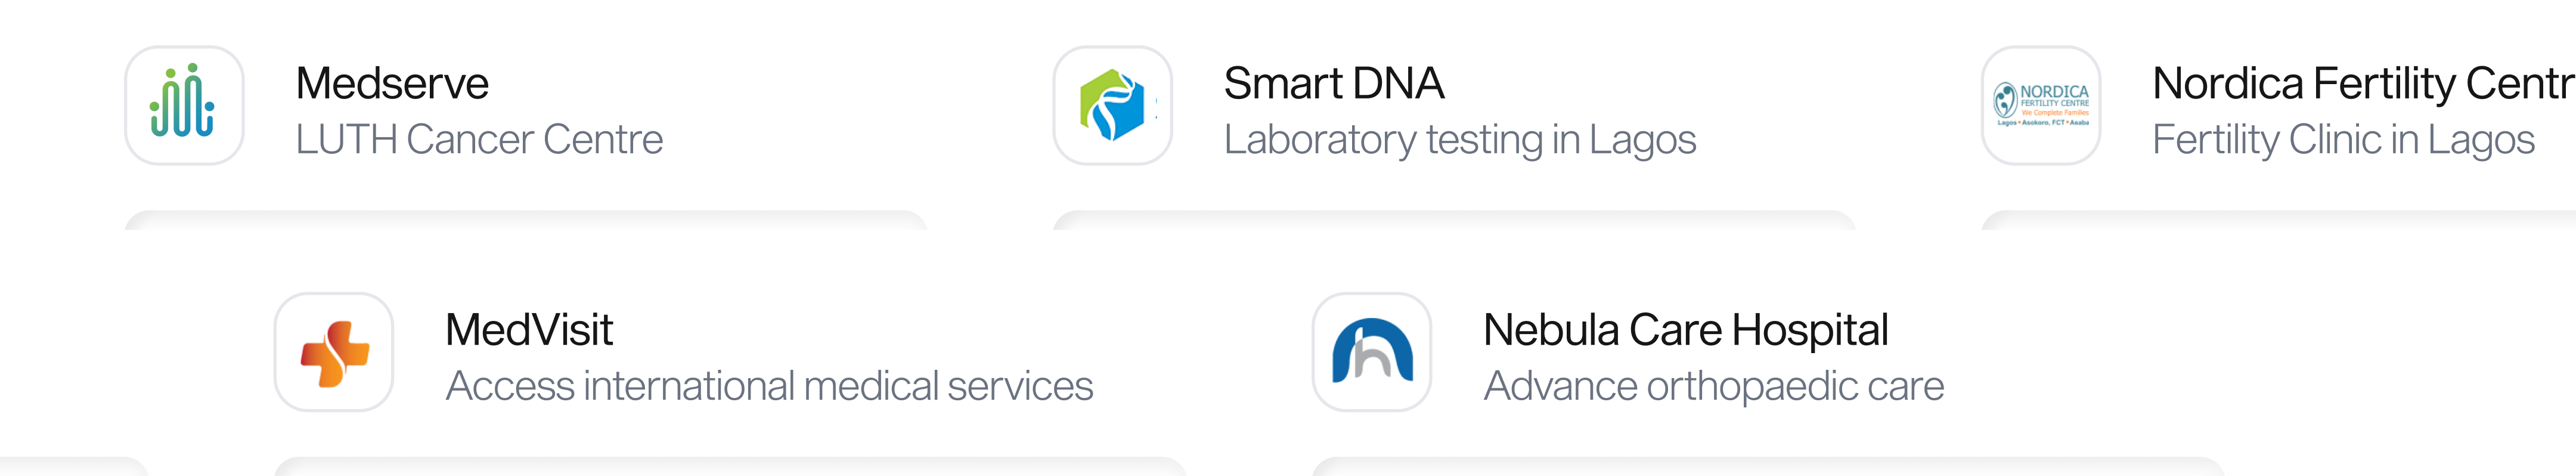 Medserve
LUTH Cancer Centre
Smart DNA
Laboratory testing in Lagos
NORDICA
FERTILITY CENTRE
We Complete Families
Lagos • Asokoro, FCT • Asaba
Nordica Fertility Centr
Fertility Clinic in Lagos
MedVisit
Access international medical services
Nebula Care Hospital
Advance orthopaedic care